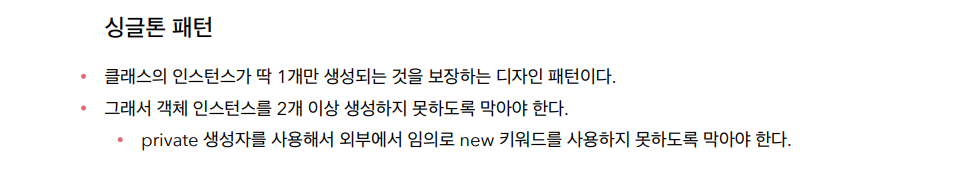 싱글톤 패턴
• 클래스의 인스턴스가 딱 1개만 생성되는 것을 보장하는 디자인 패턴이다.
• 그래서 객체 인스턴스를 2개 이상 생성하지 못하도록 막아야 한다.
• private 생성자를 사용해서 외부에서 임의로 new 키워드를 사용하지 못하도록 막아야 한다.